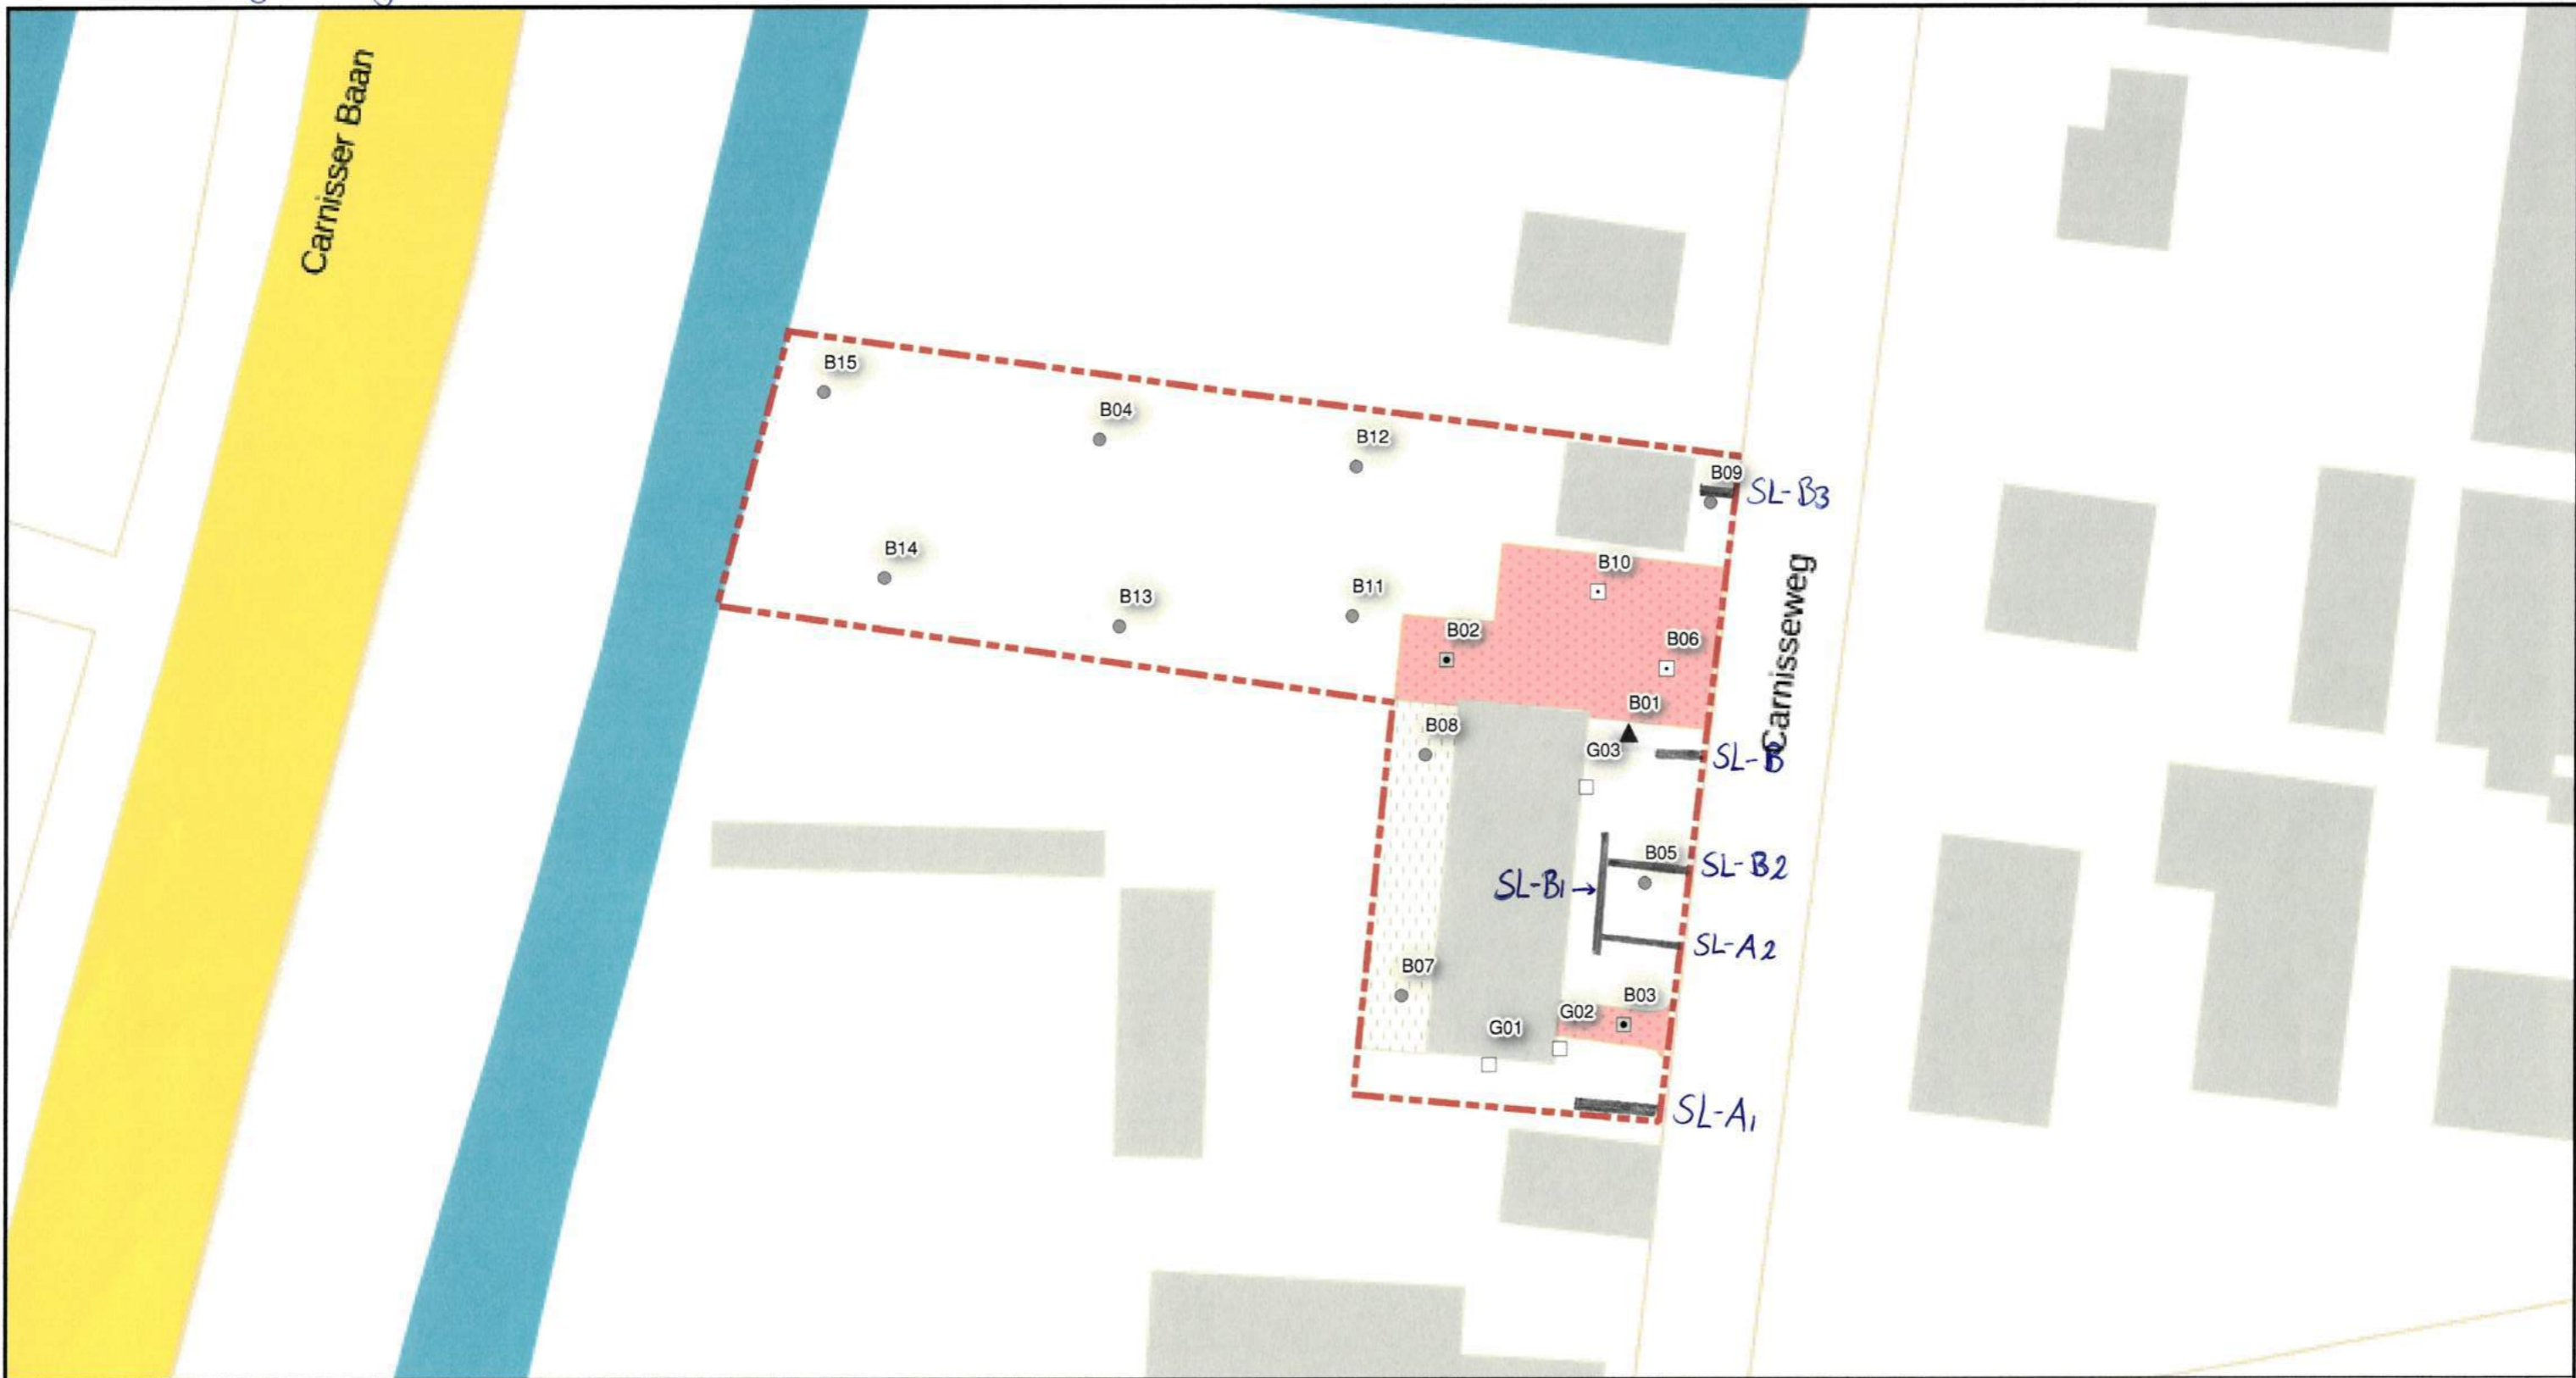 Carnisser Baan
B15
B04
B12
B09
SL-B3
B14
B13
B11
B10
B02
B06
Carnisseweg
B01
B08
G03
SL-B
B05
SL-B2
SL-B1
SL-A2
B07
B03
G02
G01
SL-A1